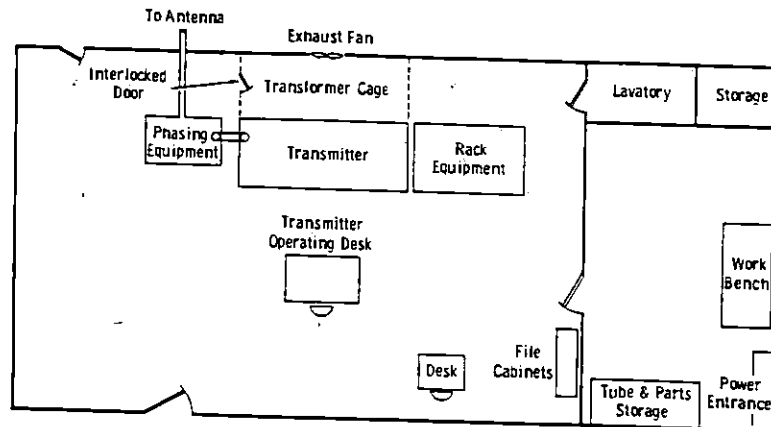 To Antenna
Exhaust Fan
Interlocked
Door
Transformer Cage
Lavatory
Storage
Phasing
Equipment
Transmitter
Rack
Equipment
Transmitter
Operating Desk
Work
Bench
File
Cabinets
Desk
Tube & Parts
Storage
Power
Entrance